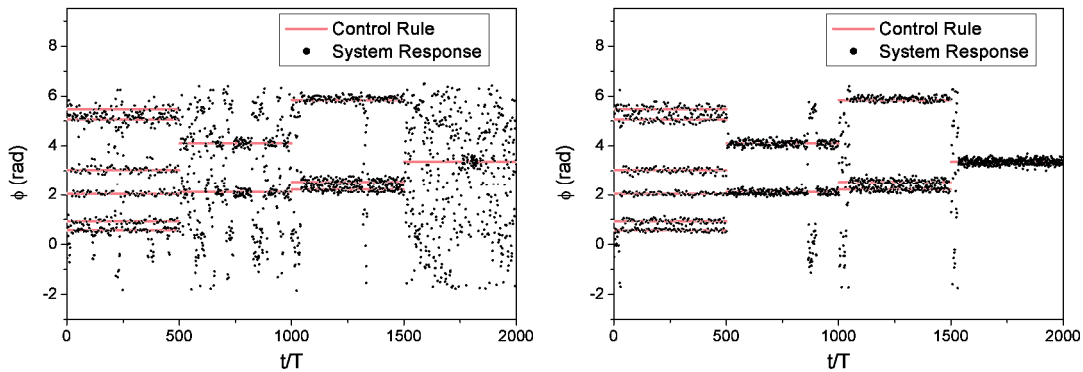 Control Rule
System Response
8
6
4
2
0
-2
ϕ (rad)
0 500 1000 1500 2000
t/T
Control Rule
System Response
8
6
4
2
0
-2
ϕ (rad)
0 500 1000 1500 2000
t/T